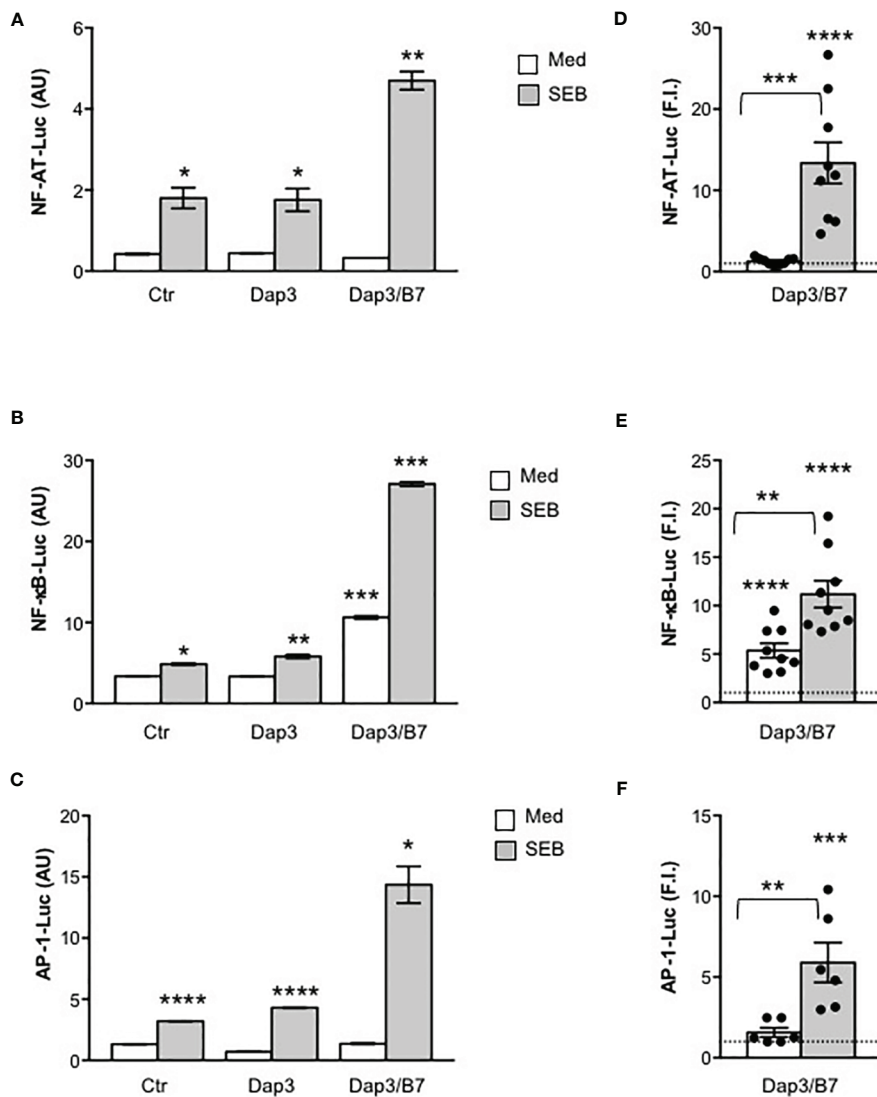 A
NF-AT-Luc (AU)
6
4
2
0
*
*
**
Ctr
Dap3
Dap3/B7
Med
SEB
D
NF-AT-Luc (F.I.)
30
20
10
0
***
****
Dap3/B7
B
NF-κB-Luc (AU)
30
20
10
0
*
**
***
***
Ctr
Dap3
Dap3/B7
Med
SEB
E
NF-κB-Luc (F.I.)
25
20
15
10
5
0
****
**
****
Dap3/B7
C
AP-1-Luc (AU)
20
15
10
5
0
****
****
*
Ctr
Dap3
Dap3/B7
Med
SEB
F
AP-1-Luc (F.I.)
15
10
5
0
**
***
Dap3/B7